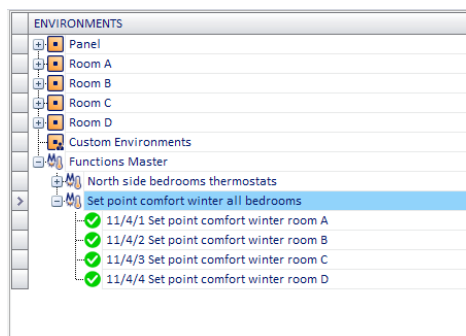 ENVIRONMENTS
Panel
Room A
Room B
Room C
Room D
Custom Environments
Functions Master
North side bedrooms thermostats
Set point comfort winter all bedrooms
11/4/1 Set point comfort winter room A
11/4/2 Set point comfort winter room B
11/4/3 Set point comfort winter room C
11/4/4 Set point comfort winter room D